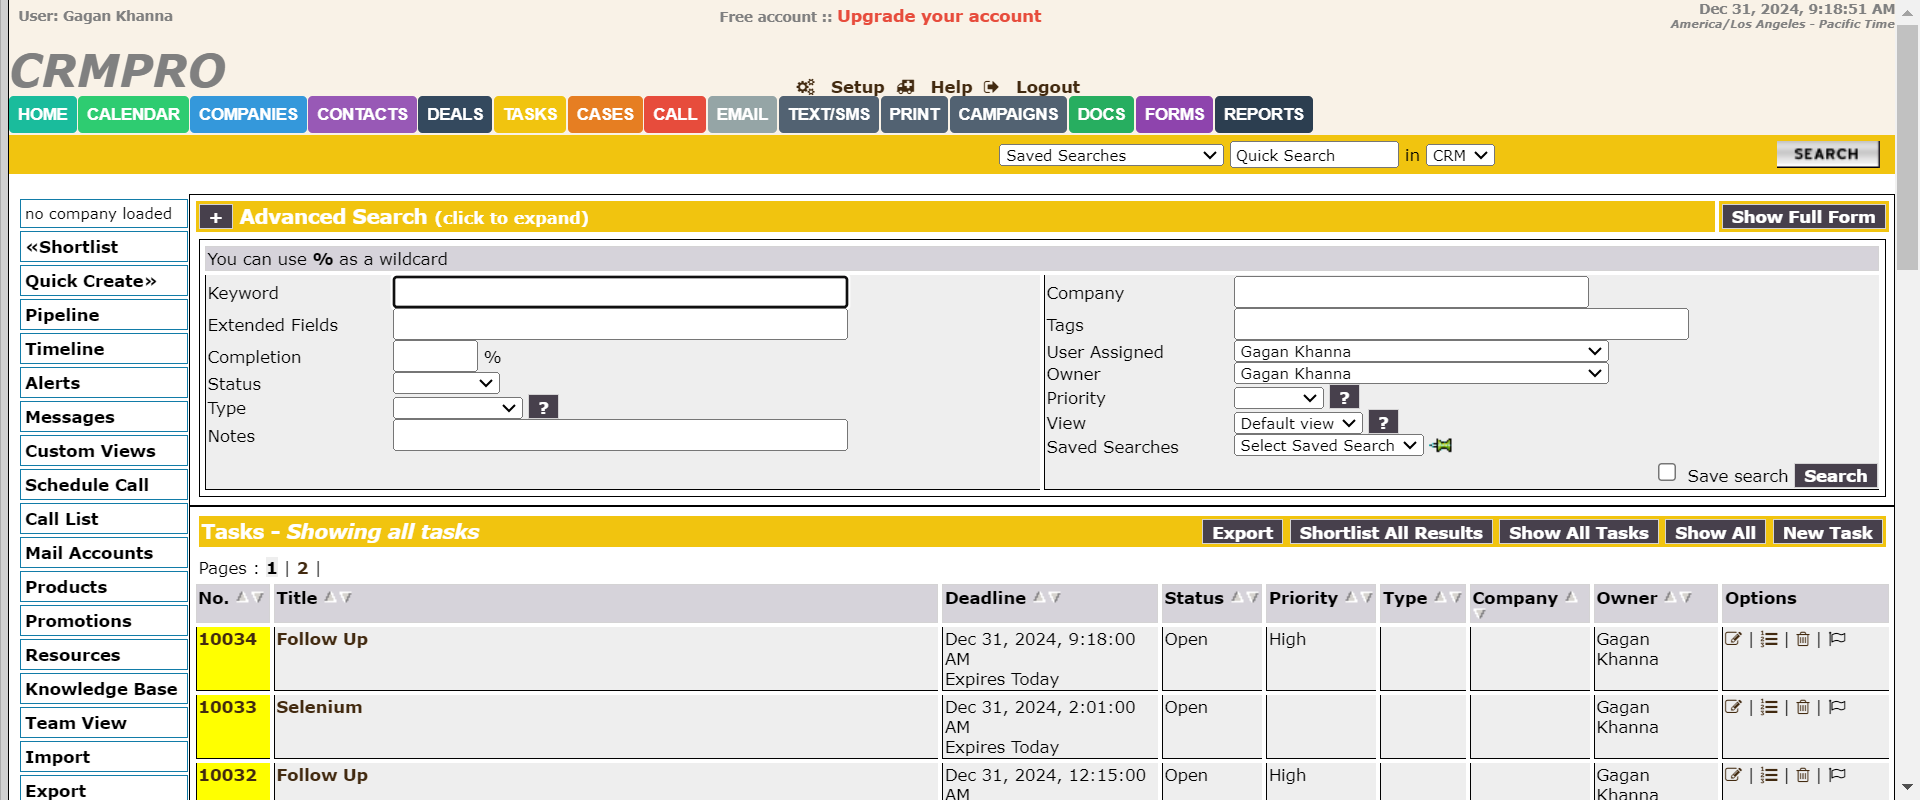 User: Gagan Khanna
Free account :: Upgrade your account
Dec 31, 2024, 9:18:51 AM
America/Los Angeles - Pacific Time
CRMPRO
Setup Help Logout
HOME CALENDAR COMPANIES CONTACTS DEALS TASKS CASES CALL EMAIL TEXT/SMS PRINT CAMPAIGNS DOCS FORMS REPORTS
Saved Searches Quick Search in CRM SEARCH
no company loaded
«Shortlist
Quick Create»
Pipeline
Timeline
Alerts
Messages
Custom Views
Schedule Call
Call List
Mail Accounts
Products
Promotions
Resources
Knowledge Base
Team View
Import
Export
+ Advanced Search (click to expand) Show Full Form
You can use % as a wildcard
Keyword
Extended Fields
Completion %
Status
Type ?
Notes
Company
Tags
User Assigned Gagan Khanna
Owner Gagan Khanna
Priority ?
View Default view ?
Saved Searches Select Saved Search
Save search Search
Tasks - Showing all tasks Export Shortlist All Results Show All Tasks Show All New Task
Pages : 1 | 2 |
No. Title Deadline Status Priority Type Company Owner Options
10034 Follow Up Dec 31, 2024, 9:18:00 AM Expires Today Open High Gagan Khanna | | |
10033 Selenium Dec 31, 2024, 2:01:00 AM Expires Today Open Gagan Khanna | | |
10032 Follow Up Dec 31, 2024, 12:15:00 AM Open High Gagan Khanna | | |